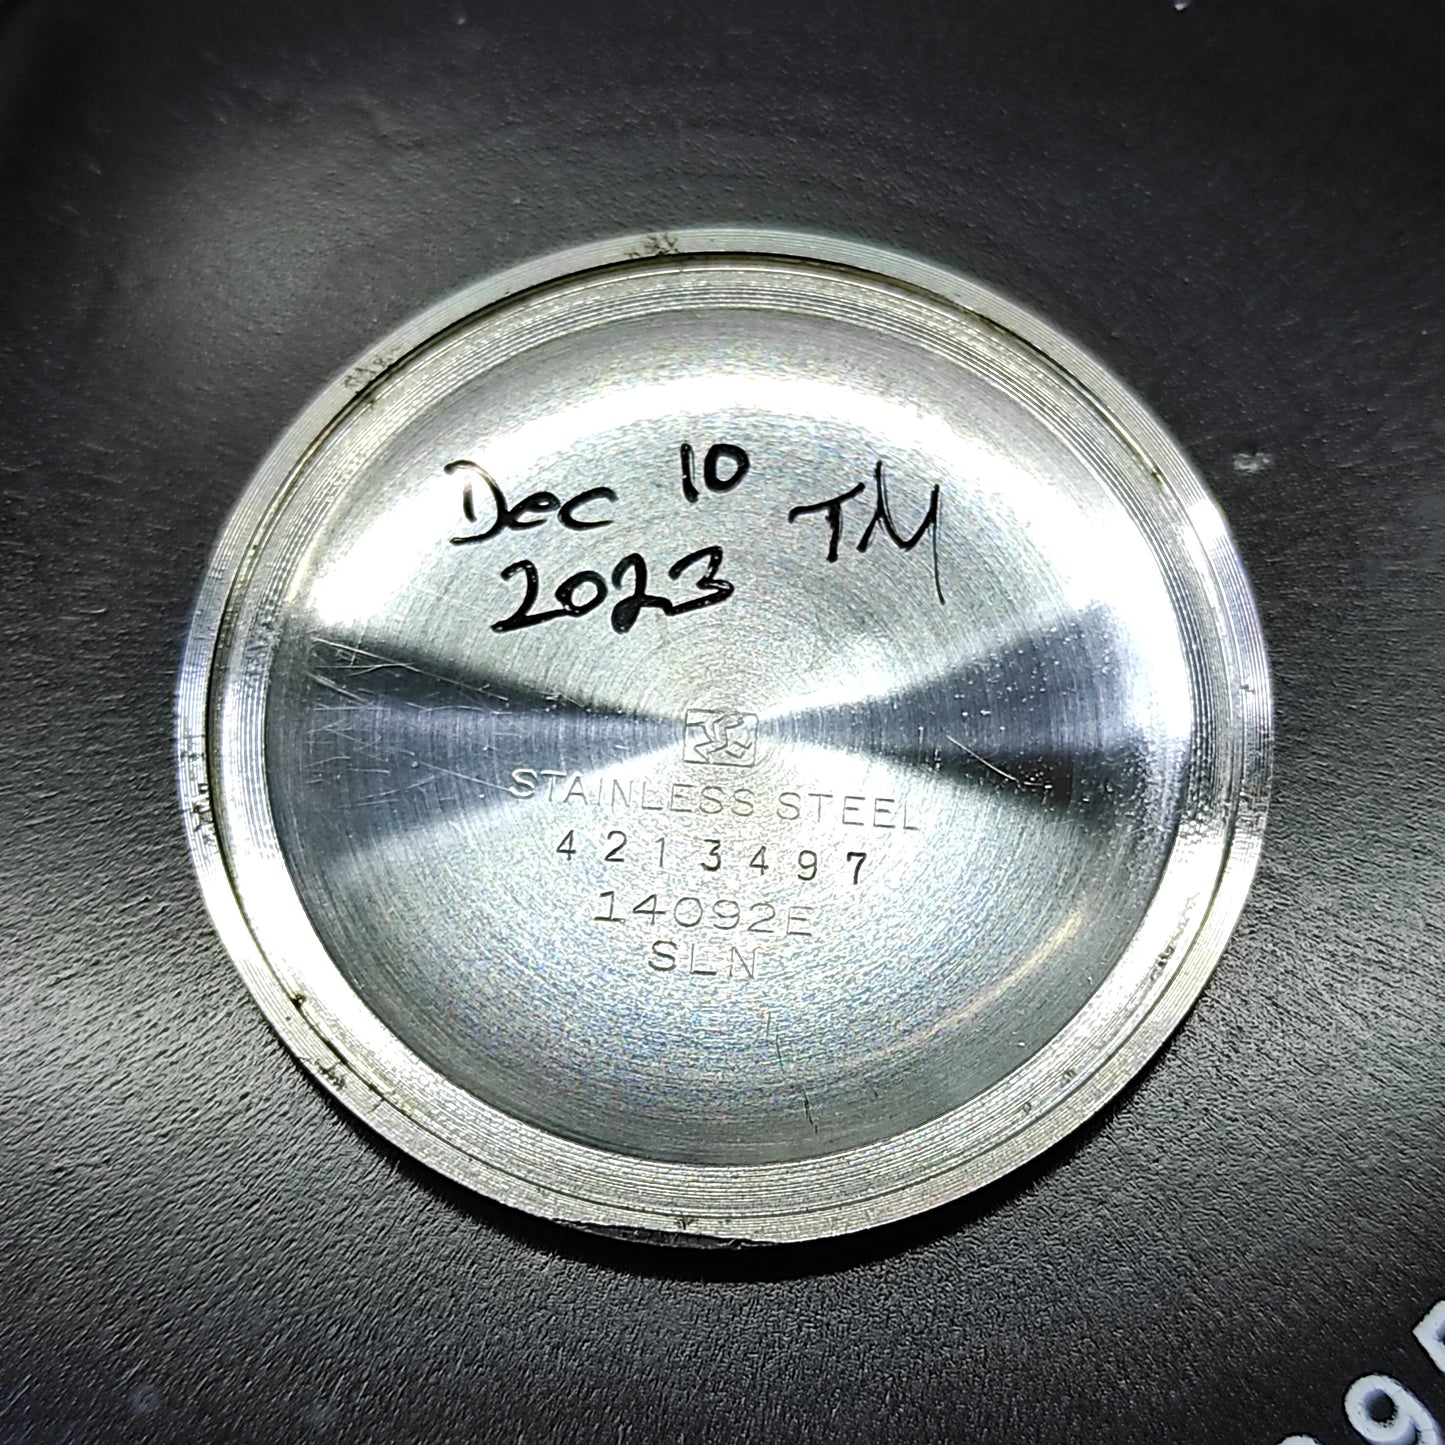 Dec 10 TM
2023
STAINLESS STEEL
4213497
14092E
SLN